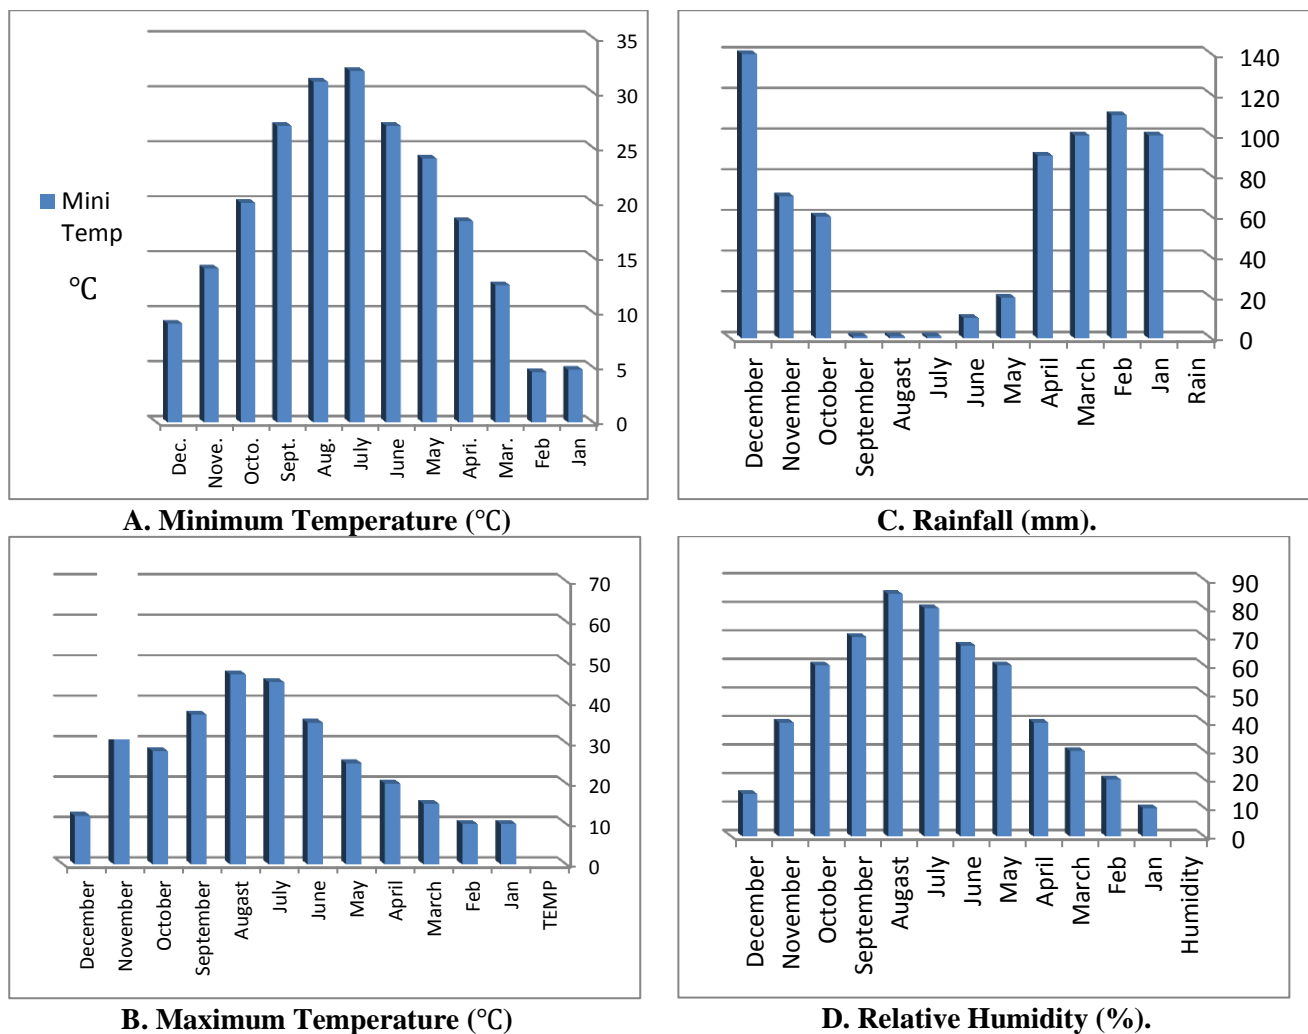 35
30
25
20
15
10
5
0
Mini
Temp
℃
Dec.
Nove.
Octo.
Sept.
Aug.
July
June
May
Apri.
Mar.
Feb
Jan
A. Minimum Temperature (℃)
140
120
100
80
60
40
20
0
December
November
October
September
Augast
July
June
May
April
March
Feb
Jan
Rain
C. Rainfall (mm).
70
60
50
40
30
20
10
0
December
November
October
September
Augast
July
June
May
April
March
Feb
Jan
TEMP
B. Maximum Temperature (℃)
90
80
70
60
50
40
30
20
10
0
December
November
October
September
Augast
July
June
May
April
March
Feb
Jan
Humidity
D. Relative Humidity (%).